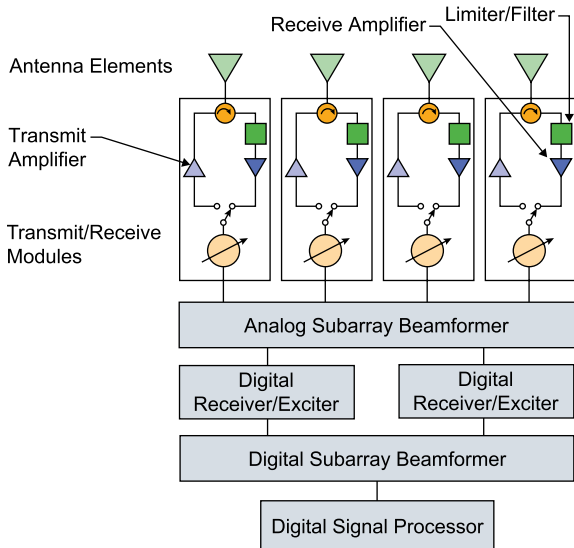 Limiter/Filter
Receive Amplifier
Antenna Elements
Transmit
Amplifier
Transmit/Receive
Modules
Analog Subarray Beamformer
Digital
Receiver/Exciter
Digital
Receiver/Exciter
Digital Subarray Beamformer
Digital Signal Processor